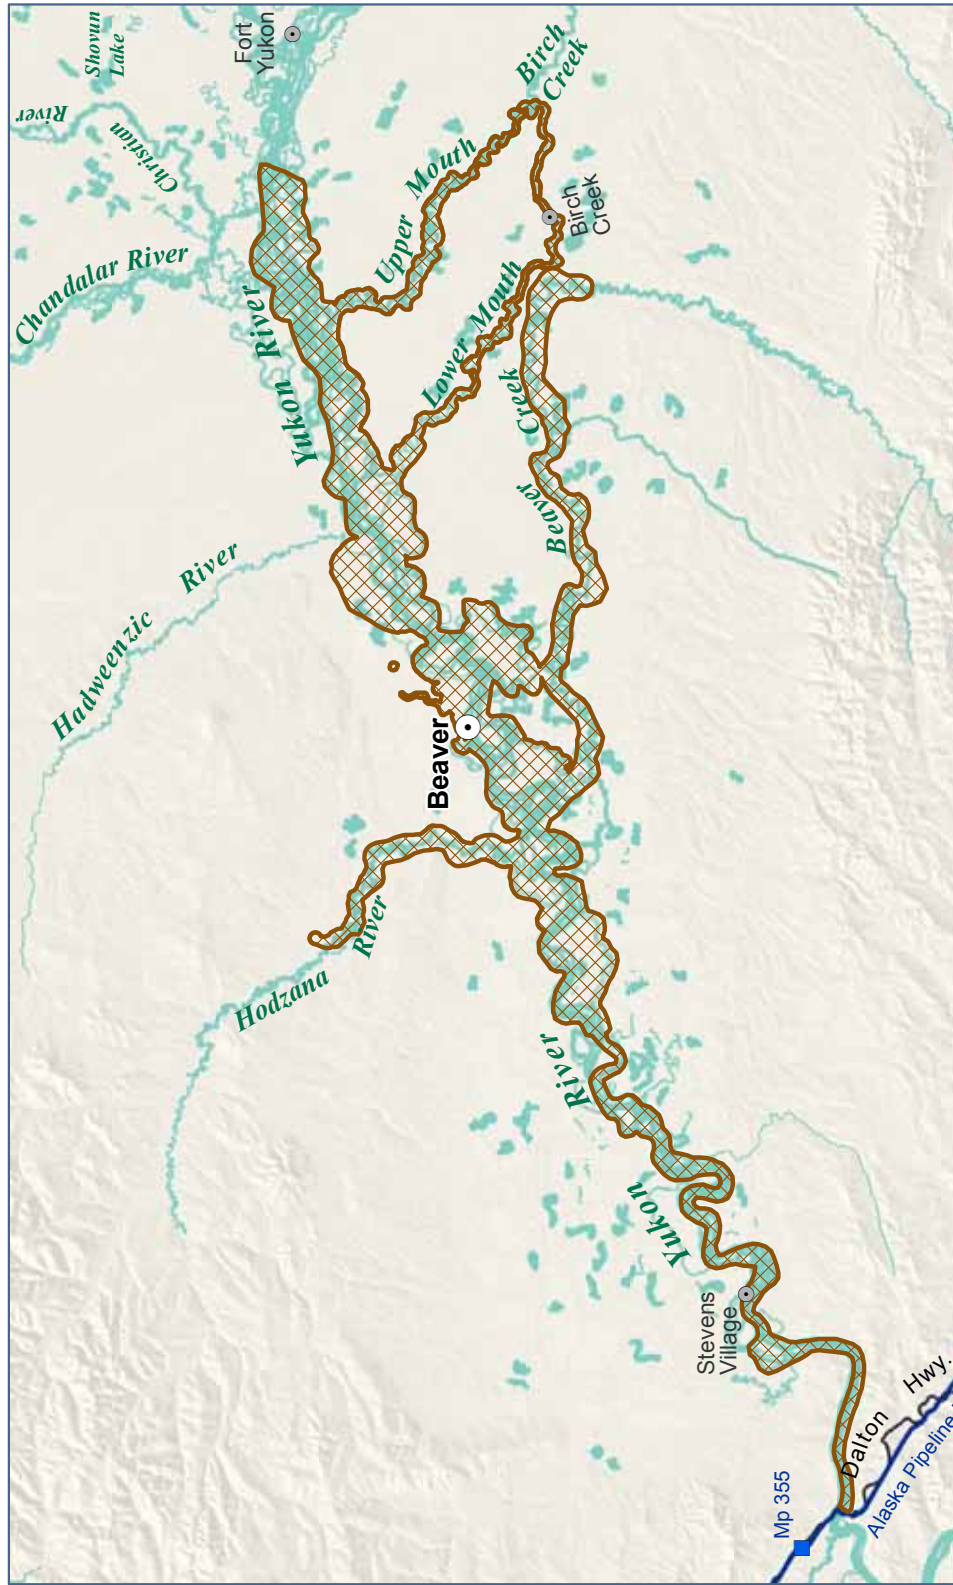 Shovun
Lake
Fort
Yukon
River
Christian
Birch
Creek
Chandalar River
Upper Mouth
Birch
Creek
Yukon River
Lower Mouth
Beaver Creek
Hadweenzic River
Beaver
Hodzana River
Yukon River
Stevens
Village
Dalton Hwy.
Mp 355
Alaska Pipeline